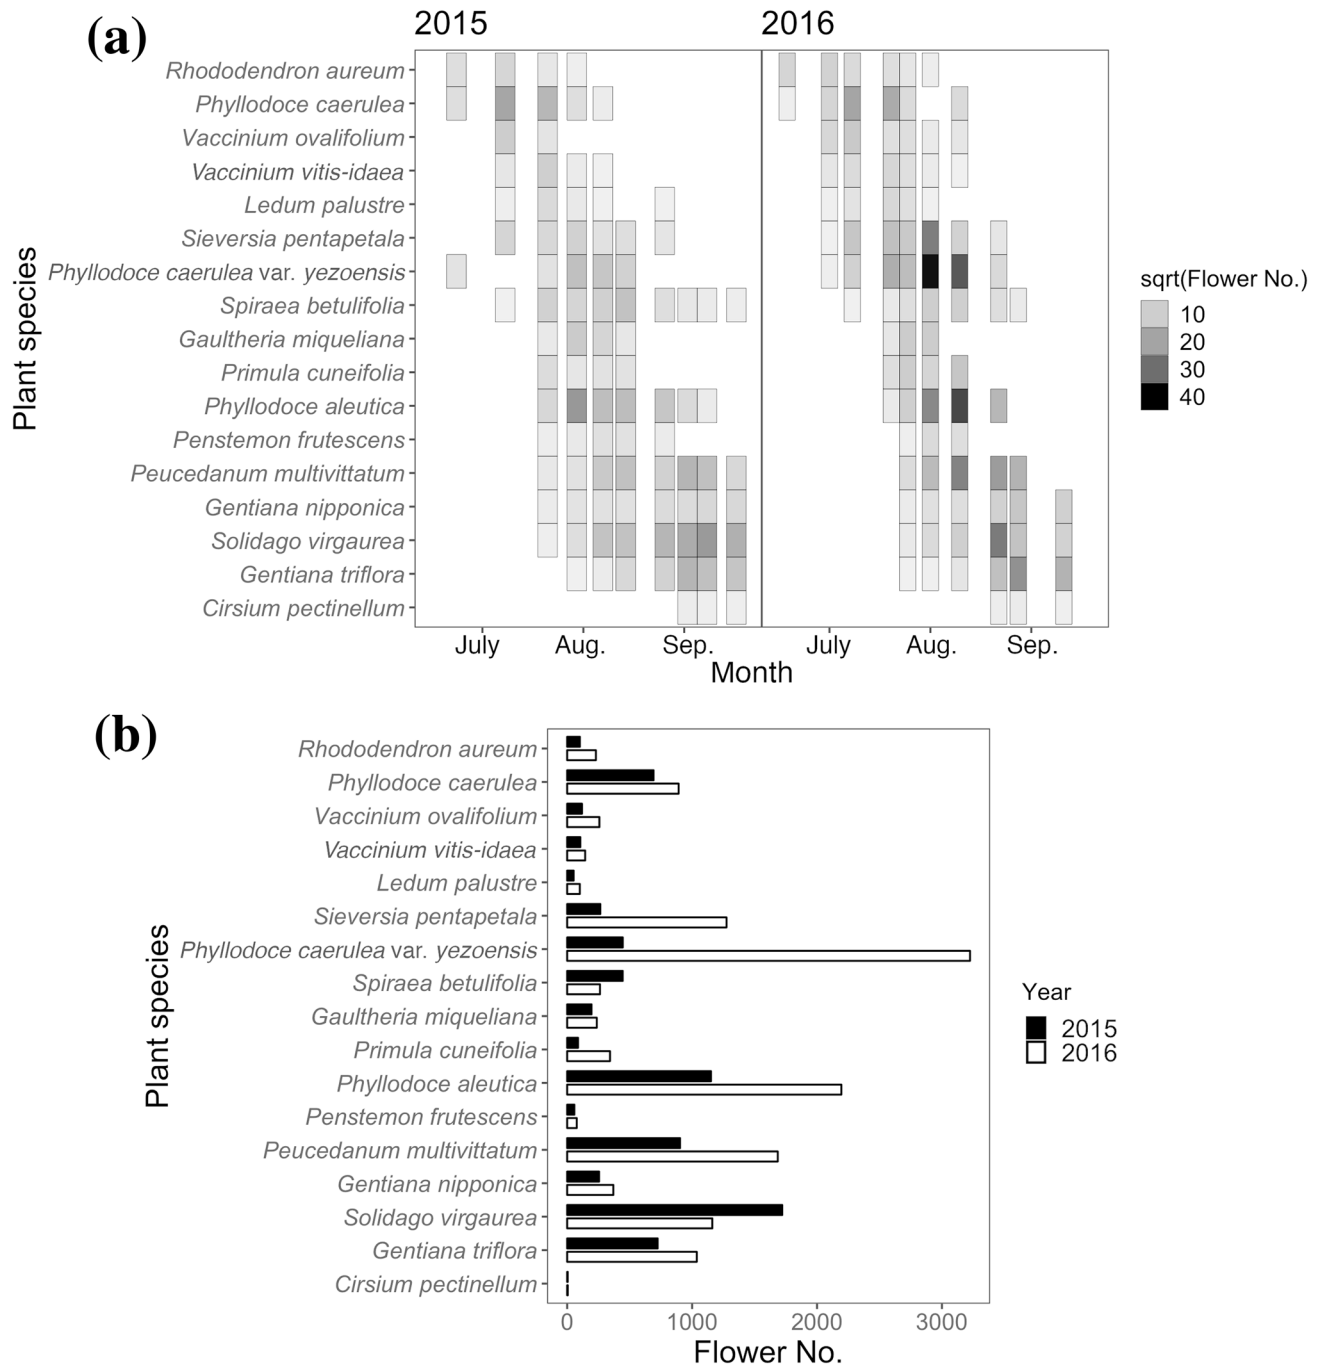 (a)
2015 2016
Rhododendron aureum
Phyllodoce caerulea
Vaccinium ovalifolium
Vaccinium vitis-idaea
Ledum palustre
Sieversia pentapetala
Phyllodoce caerulea var. yezoensis
Spiraea betulifolia
Gaultheria miqueliana
Primula cuneifolia
Phyllodoce aleutica
Penstemon frutescens
Peucedanum multivittatum
Gentiana nipponica
Solidago virgaurea
Gentiana triflora
Cirsium pectinellum
Plant species
July Aug. Sep. July Aug. Sep.
Month
sqrt(Flower No.)
10
20
30
40
(b)
Rhododendron aureum
Phyllodoce caerulea
Vaccinium ovalifolium
Vaccinium vitis-idaea
Ledum palustre
Sieversia pentapetala
Phyllodoce caerulea var. yezoensis
Spiraea betulifolia
Gaultheria miqueliana
Primula cuneifolia
Phyllodoce aleutica
Penstemon frutescens
Peucedanum multivittatum
Gentiana nipponica
Solidago virgaurea
Gentiana triflora
Cirsium pectinellum
Plant species
0 1000 2000 3000
Flower No.
Year
2015
2016